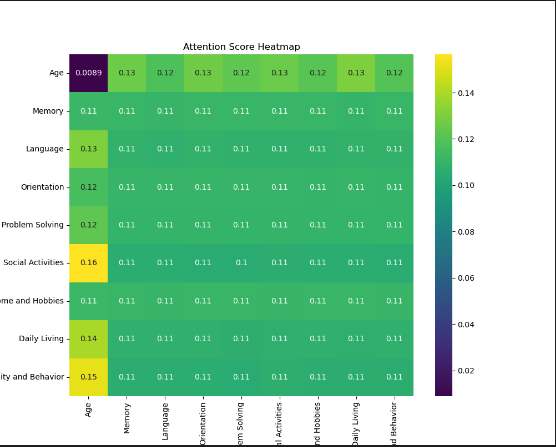 Attention Score Heatmap
Age 0.0089 0.13 0.12 0.13 0.12 0.13 0.12 0.13 0.12
Memory 0.11 0.11 0.11 0.11 0.11 0.11 0.11 0.11 0.11
Language 0.13 0.11 0.11 0.11 0.11 0.11 0.11 0.11 0.11
Orientation 0.12 0.11 0.11 0.11 0.11 0.11 0.11 0.11 0.11
Problem Solving 0.12 0.11 0.11 0.11 0.11 0.11 0.11 0.11 0.11
Social Activities 0.16 0.11 0.11 0.11 0.1 0.11 0.11 0.11 0.11
me and Hobbies 0.11 0.11 0.11 0.11 0.11 0.11 0.11 0.11 0.11
Daily Living 0.14 0.11 0.11 0.11 0.11 0.11 0.11 0.11 0.11
ity and Behavior 0.15 0.11 0.11 0.11 0.11 0.11 0.11 0.11 0.11
Age
Memory
Language
Orientation
em Solving
l Activities
nd Hobbies
Daily Living
d Behavior
0.14
0.12
0.10
0.08
0.06
0.04
0.02